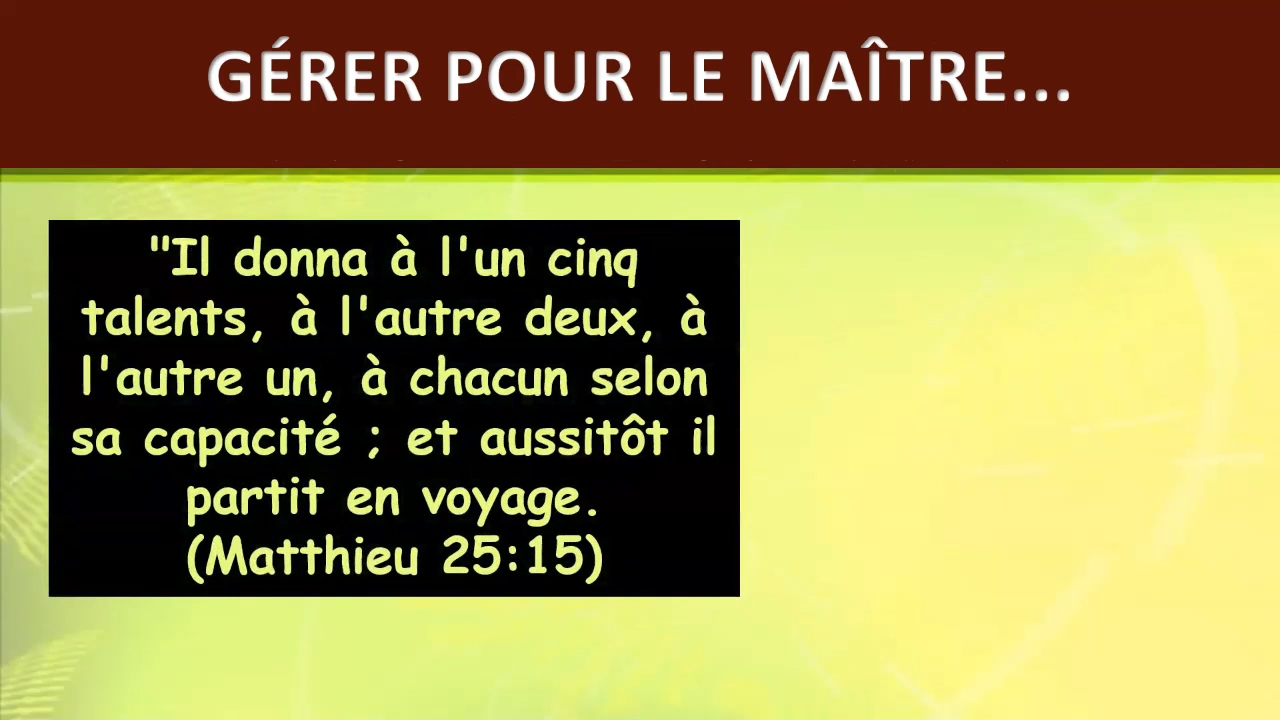 GÉRER POUR LE MAÎTRE...
"Il donna à l'un cinq
talents, à l'autre deux, à
l'autre un, à chacun selon
sa capacité ; et aussitôt il
partit en voyage.
(Matthieu 25:15)